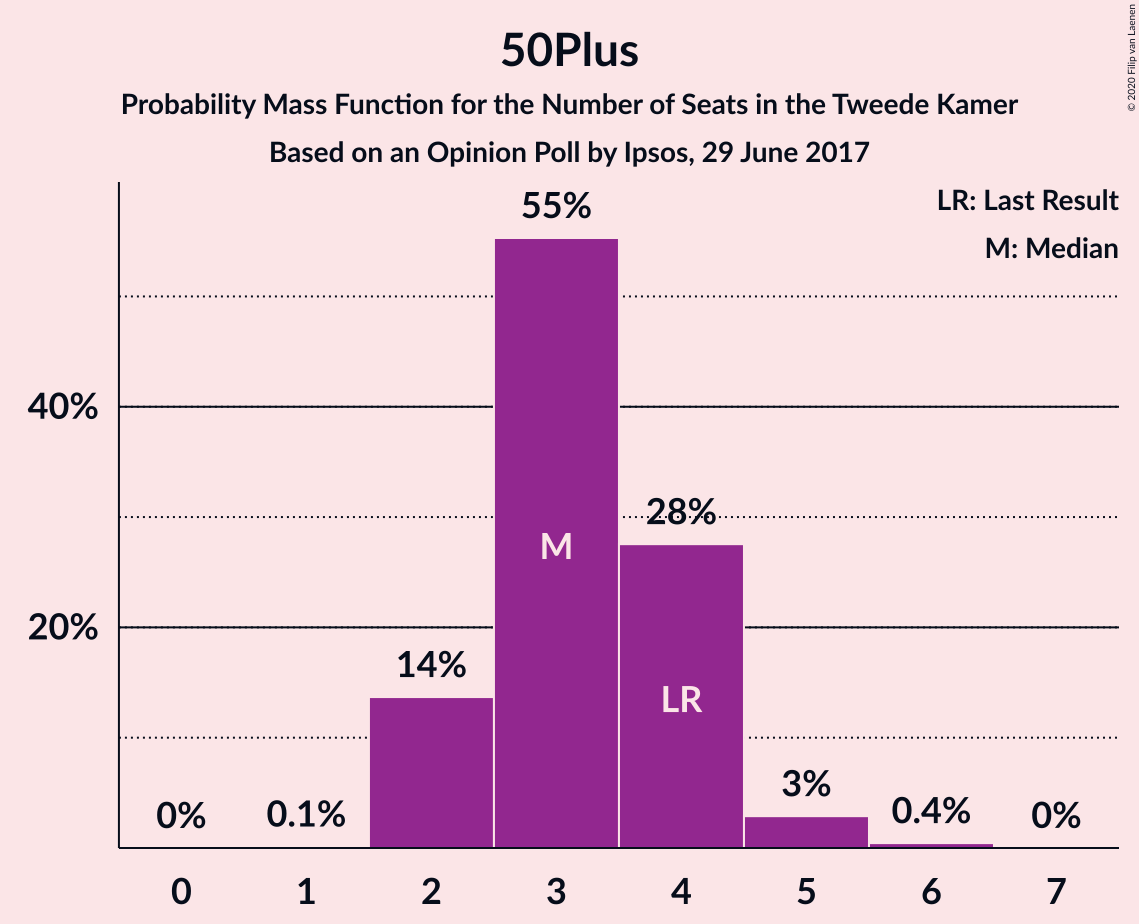 50Plus
Probability Mass Function for the Number of Seats in the Tweede Kamer
Based on an Opinion Poll by Ipsos, 29 June 2017
© 2020 Filip van Laenen
LR: Last Result
M: Median
55%
40%
28%
M
20%
14%
LR
3%
0%
0.1%
0.4%
0%
0 1 2 3 4 5 6 7